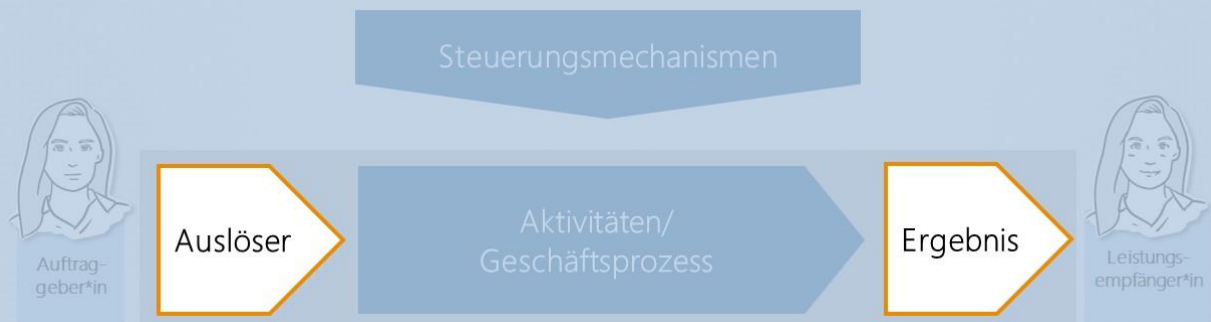 Steuerungsmechanismen
Auftrag-
geber*in
Auslöser
Aktivitäten/
Geschäftsprozess
Ergebnis
Leistungs-
empfänger*in